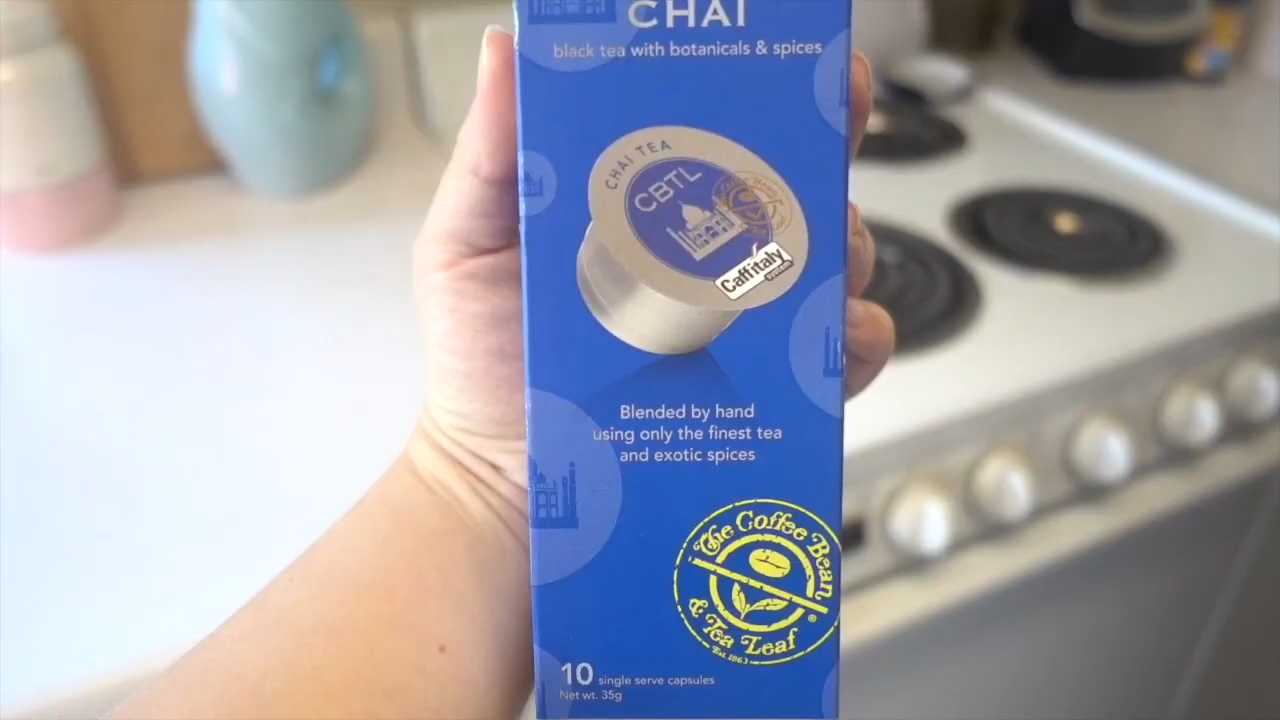 CHAI
black tea with botanicals & spices
CHAI TEA
CBTL
Caffitaly
system
Blended by hand
using only the finest tea
and exotic spices
The Coffee Bean
& Tea Leaf
®
Est. 1963
10 single serve capsules
Net wt. 35g